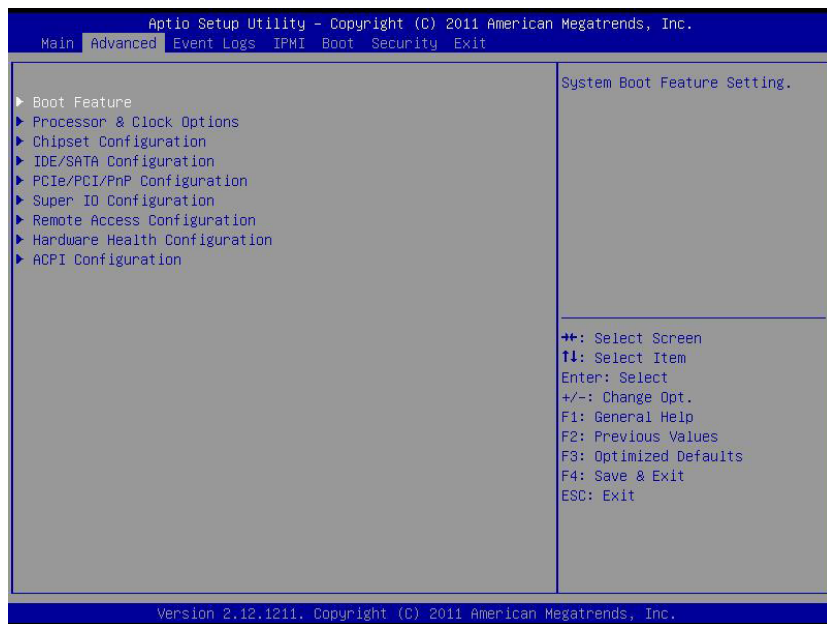 Aptio Setup Utility – Copyright (C) 2011 American Megatrends, Inc.
Main Advanced Event Logs IPMI Boot Security Exit
Boot Feature
Processor & Clock Options
Chipset Configuration
IDE/SATA Configuration
PCIe/PCI/PnP Configuration
Super IO Configuration
Remote Access Configuration
Hardware Health Configuration
ACPI Configuration
System Boot Feature Setting.
→←: Select Screen
↑↓: Select Item
Enter: Select
+/-: Change Opt.
F1: General Help
F2: Previous Values
F3: Optimized Defaults
F4: Save & Exit
ESC: Exit
Version 2.12.1211. Copyright (C) 2011 American Megatrends, Inc.